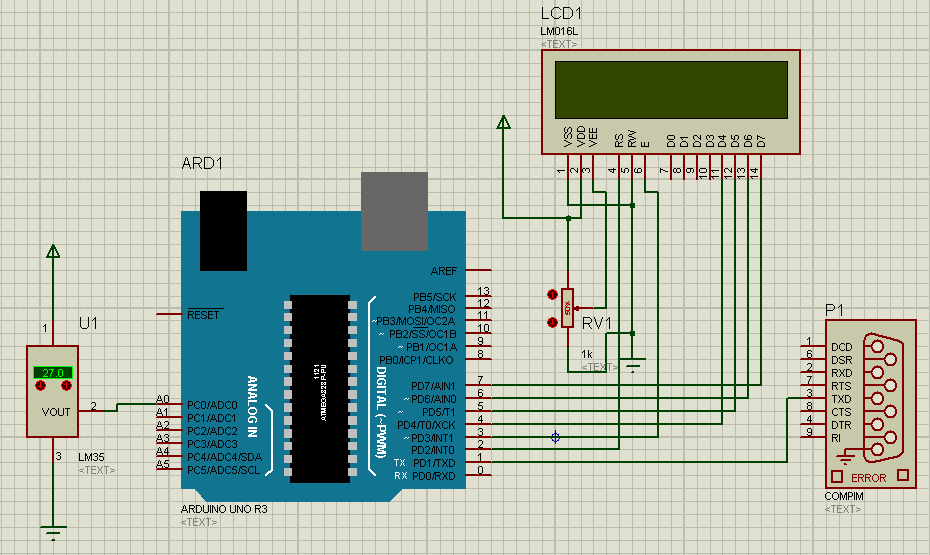 LCD1
LM016L
<TEXT>
VSS VDD VEE RS RW E D0 D1 D2 D3 D4 D5 D6 D7
1 2 3 4 5 6 7 8 9 10 11 12 13 14
ARD1
AREF
RESET
PB5/SCK 13
PB4/MISO 12
~PB3/MOSI/OC2A 11
~PB2/SS/OC1B 10
~PB1/OC1A 9
PB0/ICP1/CLKO 8
PD7/AIN1 7
~PD6/AIN0 6
~PD5/T1 5
PD4/T0/XCK 4
~PD3/INT1 3
PD2/INT0 2
TX PD1/TXD 1
RX PD0/RXD 0
A0 PC0/ADC0
A1 PC1/ADC1
A2 PC2/ADC2
A3 PC3/ADC3
A4 PC4/ADC4/SDA
A5 PC5/ADC5/SCL
ANALOG IN
DIGITAL (~PWM)
1121
ARDUINO UNO R3
<TEXT>
U1
1
27.0
VOUT 2
3
LM35
<TEXT>
50%
RV1
1k
<TEXT>
P1
1 DCD
6 DSR
2 RXD
7 RTS
3 TXD
8 CTS
4 DTR
9 RI
ERROR
COMPIM
<TEXT>